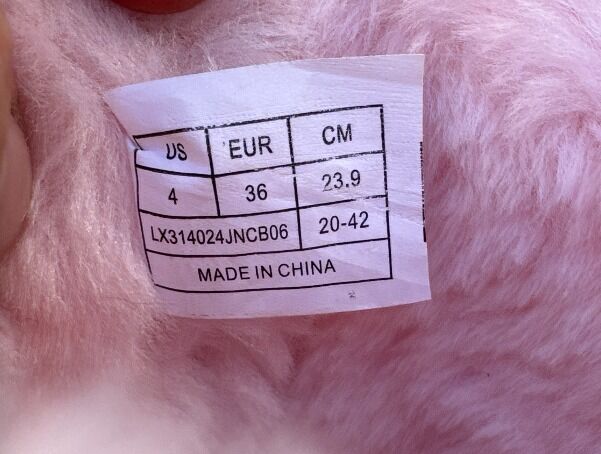 US EUR CM
4 36 23.9
LX314024JNCB06 20-42
MADE IN CHINA